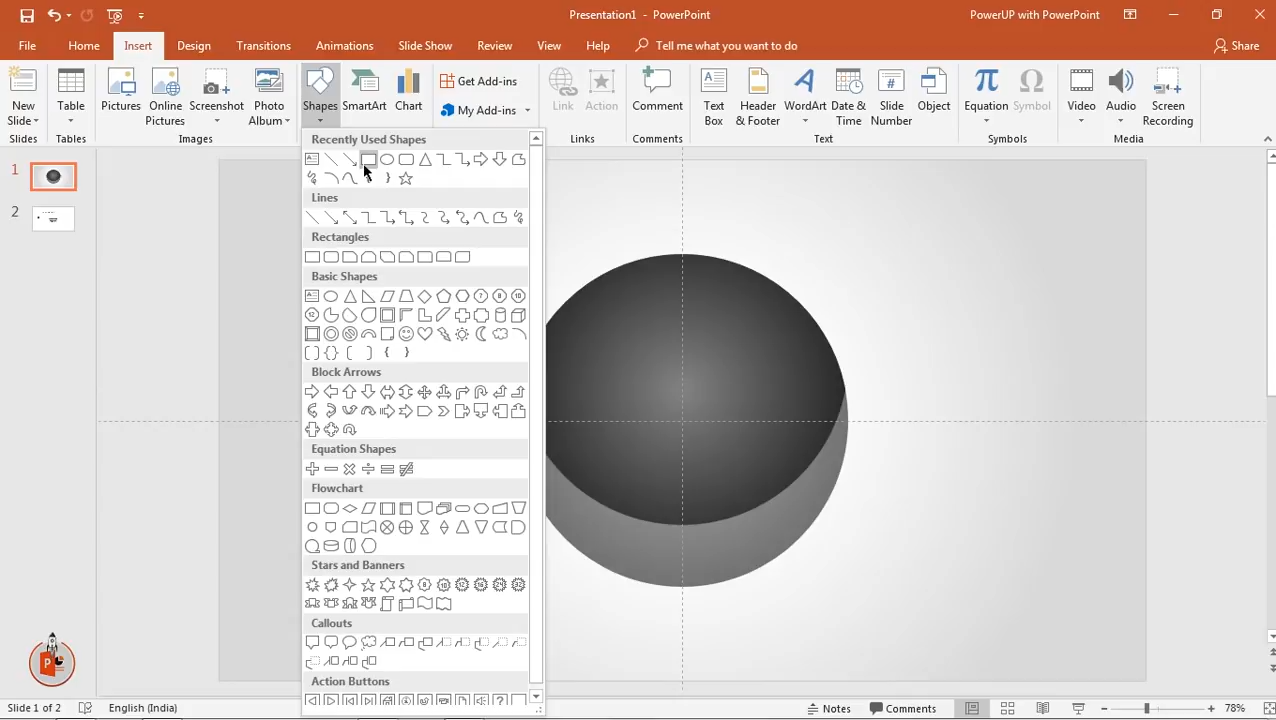 Presentation1 - PowerPoint
PowerUP with PowerPoint
File Home Insert Design Transitions Animations Slide Show Review View Help Tell me what you want to do Share
New Slide
Table
Pictures
Online Pictures
Screenshot
Photo Album
Shapes
SmartArt
Chart
Get Add-ins
My Add-ins
Link
Action
Comment
Text Box
Header & Footer
WordArt
Date & Time
Slide Number
Object
Equation
Symbol
Video
Audio
Screen Recording
Slides Tables Images Links Comments Text Symbols Media
Recently Used Shapes
Lines
Rectangles
Basic Shapes
Block Arrows
Equation Shapes
Flowchart
Stars and Banners
Callouts
Action Buttons
1
2
P
Slide 1 of 2 English (India) Notes Comments 78%